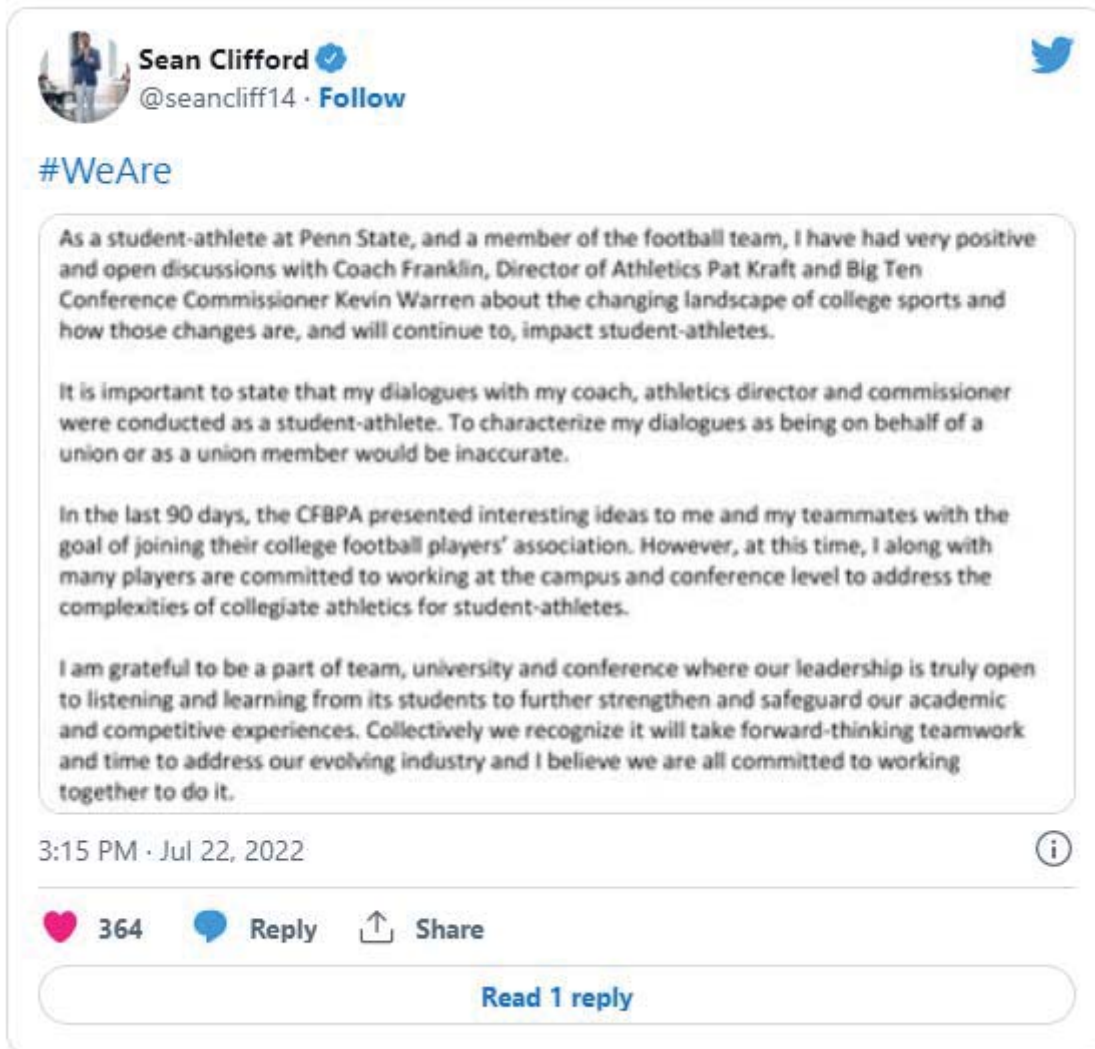 Sean Clifford
@seancliff14 · Follow
#WeAre
As a student-athlete at Penn State, and a member of the football team, I have had very positive
and open discussions with Coach Franklin, Director of Athletics Pat Kraft and Big Ten
Conference Commissioner Kevin Warren about the changing landscape of college sports and
how those changes are, and will continue to, impact student-athletes.
It is important to state that my dialogues with my coach, athletics director and commissioner
were conducted as a student-athlete. To characterize my dialogues as being on behalf of a
union or as a union member would be inaccurate.
In the last 90 days, the CFBPA presented interesting ideas to me and my teammates with the
goal of joining their college football players' association. However, at this time, I along with
many players are committed to working at the campus and conference level to address the
complexities of collegiate athletics for student-athletes.
I am grateful to be a part of team, university and conference where our leadership is truly open
to listening and learning from its students to further strengthen and safeguard our academic
and competitive experiences. Collectively we recognize it will take forward-thinking teamwork
and time to address our evolving industry and I believe we are all committed to working
together to do it.
3:15 PM · Jul 22, 2022
364 Reply Share
Read 1 reply